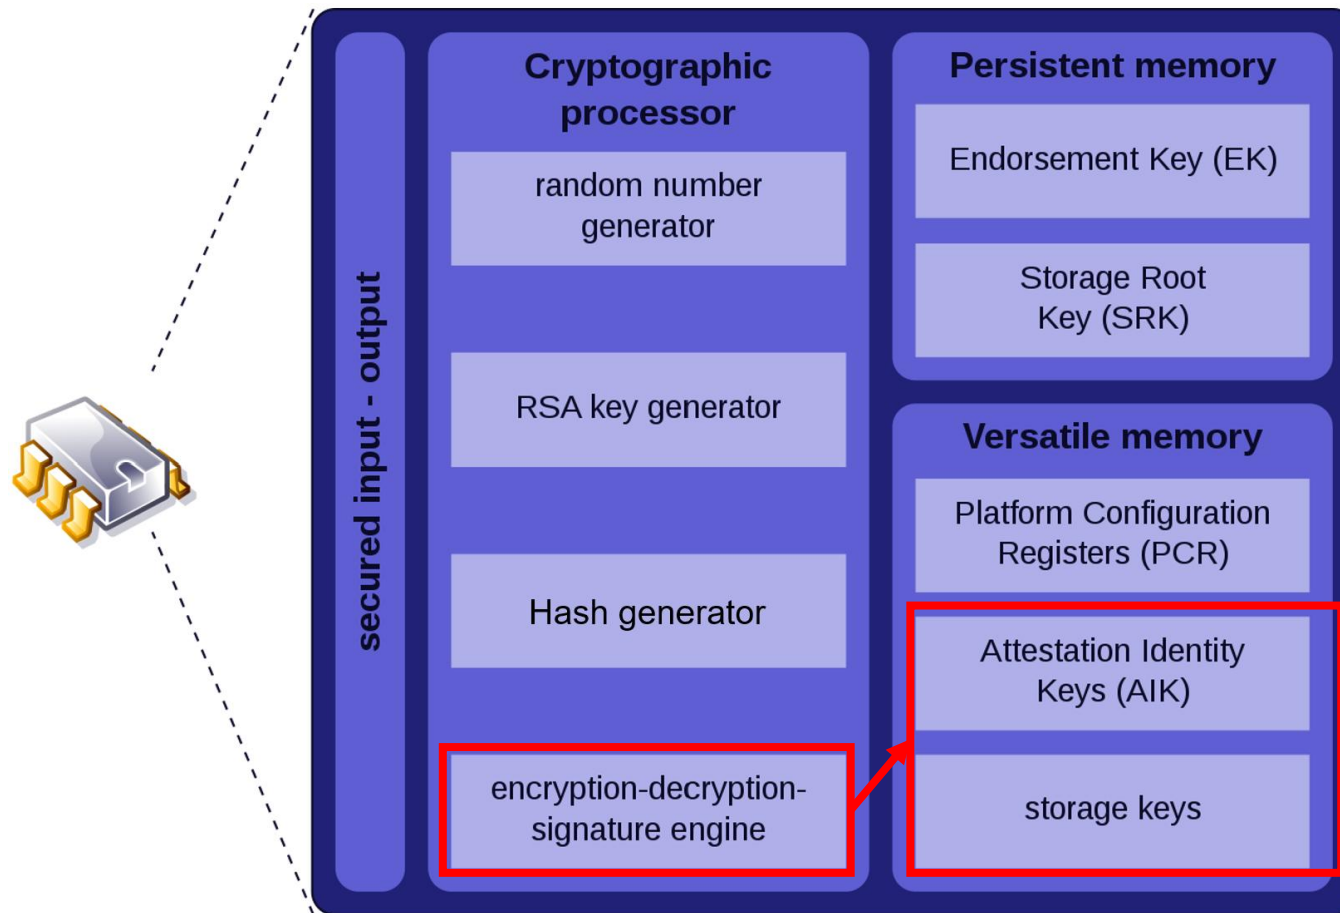 secured input - output
Cryptographic
processor
random number
generator
RSA key generator
Hash generator
encryption-decryption-
signature engine
Persistent memory
Endorsement Key (EK)
Storage Root
Key (SRK)
Versatile memory
Platform Configuration
Registers (PCR)
Attestation Identity
Keys (AIK)
storage keys